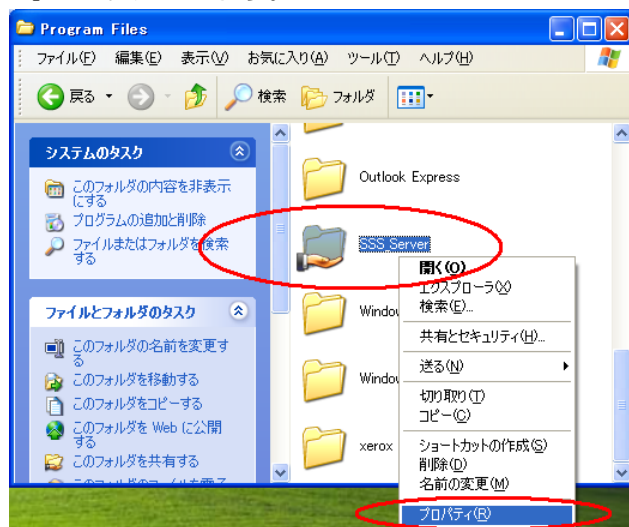 Program Files
ファイル(F) 編集(E) 表示(V) お気に入り(A) ツール(T) ヘルプ(H)
戻る 検索 フォルダ
システムのタスク
このフォルダの内容を非表示
にする
プログラムの追加と削除
ファイルまたはフォルダを検索
する
ファイルとフォルダのタスク
このフォルダの名前を変更す
る
このフォルダを移動する
このフォルダをコピーする
このフォルダを Web に公開
する
このフォルダを共有する
Outlook Express
SSS Server
Window
Window
xerox
開く(O)
エクスプローラ(X)
検索(E)...
共有とセキュリティ(H)...
送る(N)
切り取り(T)
コピー(C)
ショートカットの作成(S)
削除(D)
名前の変更(M)
プロパティ(R)